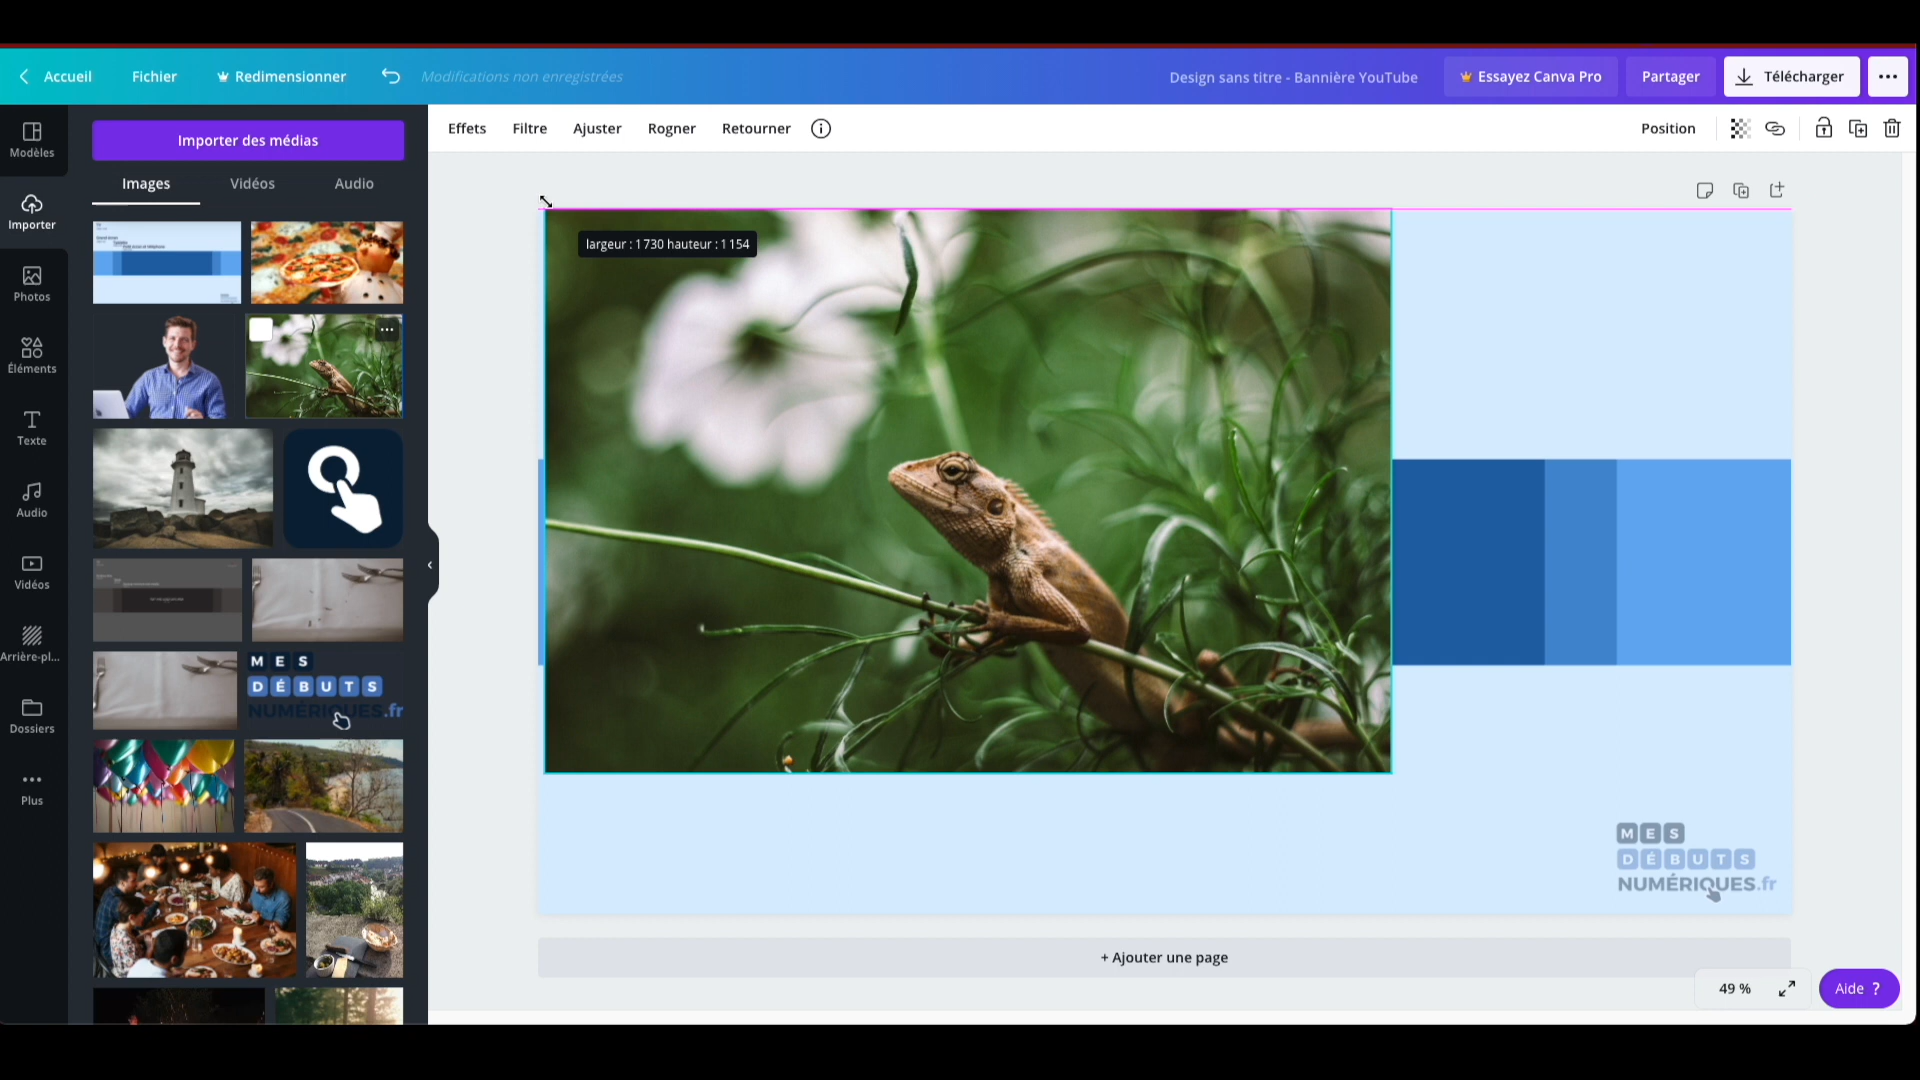 Accueil
Fichier
Redimensionner
Modifications non enregistrées
Design sans titre - Bannière YouTube
Essayez Canva Pro
Partager
Télécharger
Modèles
Importer
Photos
Éléments
Texte
Audio
Vidéos
Arrière-pl...
Dossiers
Plus
Importer des médias
Images
Vidéos
Audio
MES
DÉBUTS
NUMÉRIQUES.fr
Effets
Filtre
Ajuster
Rogner
Retourner
Position
largeur : 1 730 hauteur : 1 154
MES
DÉBUTS
NUMÉRIQUES.fr
+ Ajouter une page
49 %
Aide ?